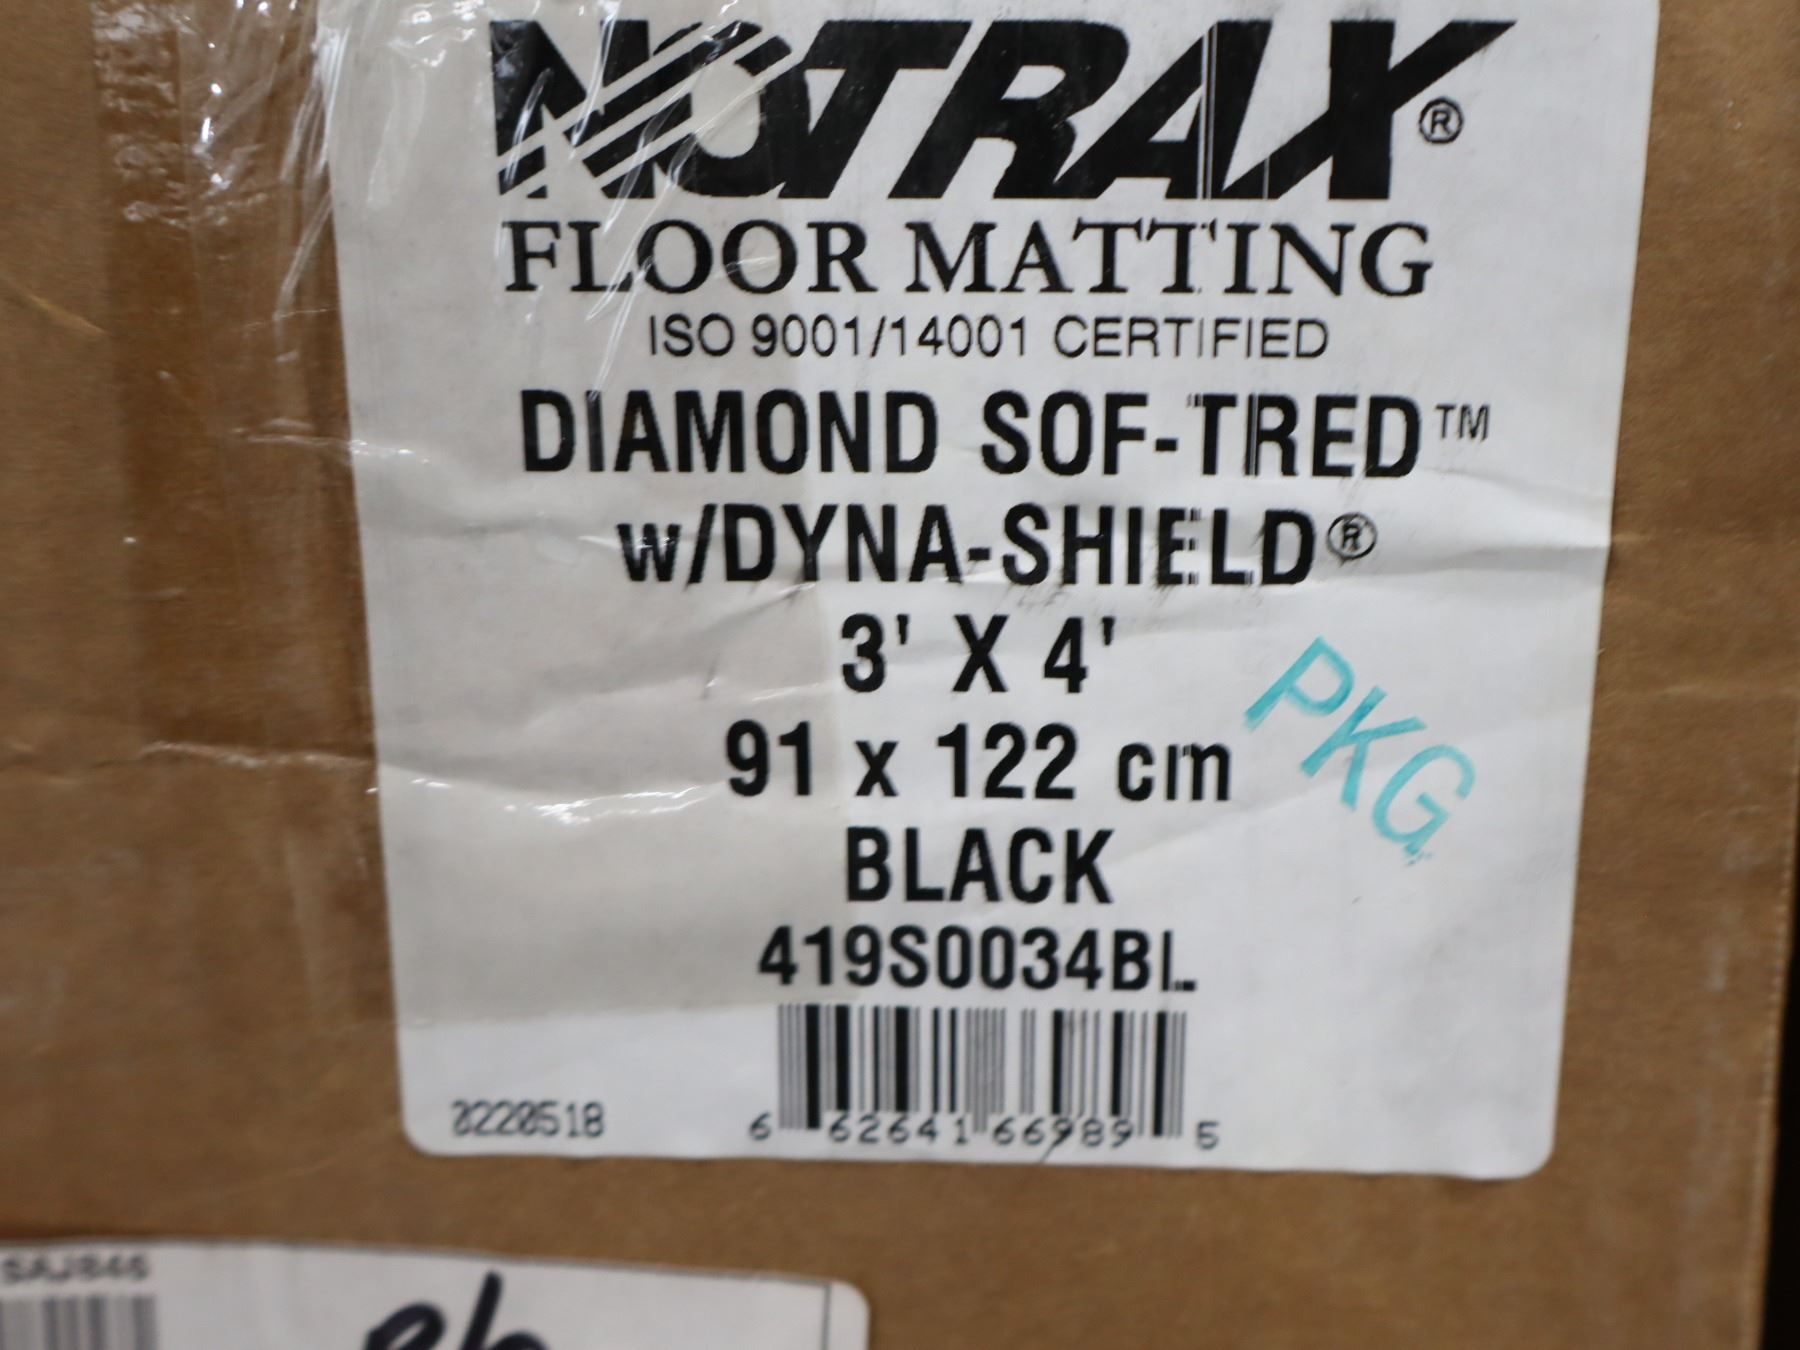 NOTRAX®
FLOOR MATTING
ISO 9001/14001 CERTIFIED
DIAMOND SOF-TRED™
w/DYNA-SHIELD®
3' X 4'
91 x 122 cm
PKG
BLACK
419S0034BL
0220518
6 62641 66989 5
SAJ846